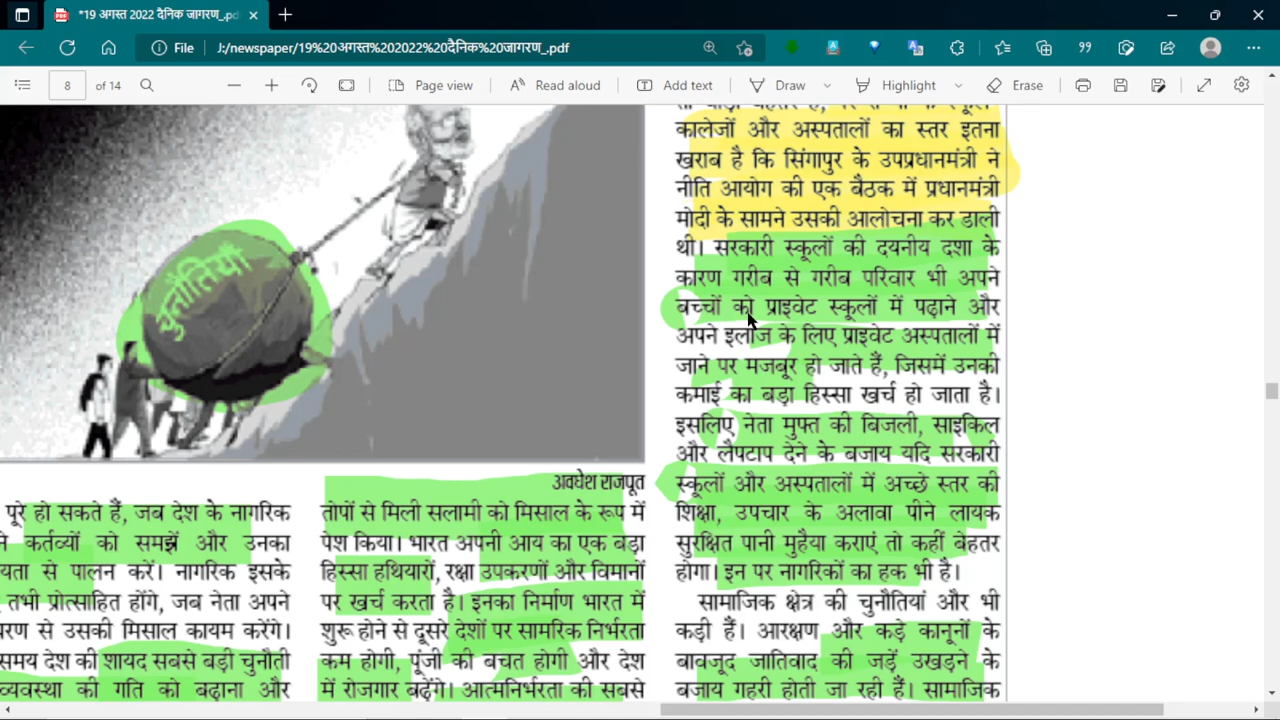 *19 अगस्त 2022 दैनिक जागरण_.pd
File J:/newspaper/19%20अगस्त%202022%20दैनिक%20जागरण_.pdf
8 of 14 Page view Read aloud Add text Draw Highlight Erase
चुनौतियां
अवधेश राजपूत
पूरे हो सकते हैं, जब देश के नागरिक
कर्तव्यों को समझें और उनका
से पालन करें। नागरिक इसके
तभी प्रोत्साहित होंगे, जब नेता अपने
से उसकी मिसाल कायम करेंगे।
समय देश की शायद सबसे बड़ी चुनौती
की गति को बढ़ाना और
तोपों से मिली सलामी को मिसाल के रूप में
पेश किया। भारत अपनी आय का एक बड़ा
हिस्सा हथियारों, रक्षा उपकरणों और विमानों
पर खर्च करता है। इनका निर्माण भारत में
शुरू होने से दूसरे देशों पर सामरिक निर्भरता
कम होगी, पूंजी की बचत होगी और देश
में रोजगार बढ़ेंगे। आत्मनिर्भरता की सबसे
कालेजों और अस्पतालों का स्तर इतना
खराब है कि सिंगापुर के उपप्रधानमंत्री ने
नीति आयोग की एक बैठक में प्रधानमंत्री
मोदी के सामने उसकी आलोचना कर डाली
थी। सरकारी स्कूलों की दयनीय दशा के
कारण गरीब से गरीब परिवार भी अपने
बच्चों को प्राइवेट स्कूलों में पढ़ाने और
अपने इलाज के लिए प्राइवेट अस्पतालों में
जाने पर मजबूर हो जाते हैं, जिसमें उनकी
कमाई का बड़ा हिस्सा खर्च हो जाता है।
इसलिए नेता मुफ्त की बिजली, साइकिल
और लैपटाप देने के बजाय यदि सरकारी
स्कूलों और अस्पतालों में अच्छे स्तर की
शिक्षा, उपचार के अलावा पीने लायक
सुरक्षित पानी मुहैया कराएं तो कहीं बेहतर
होगा। इन पर नागरिकों का हक भी है।
सामाजिक क्षेत्र की चुनौतियां और भी
कड़ी हैं। आरक्षण और कड़े कानूनों के
बावजूद जातिवाद की जड़ें उखड़ने के
बजाय गहरी होती जा रही हैं। सामाजिक